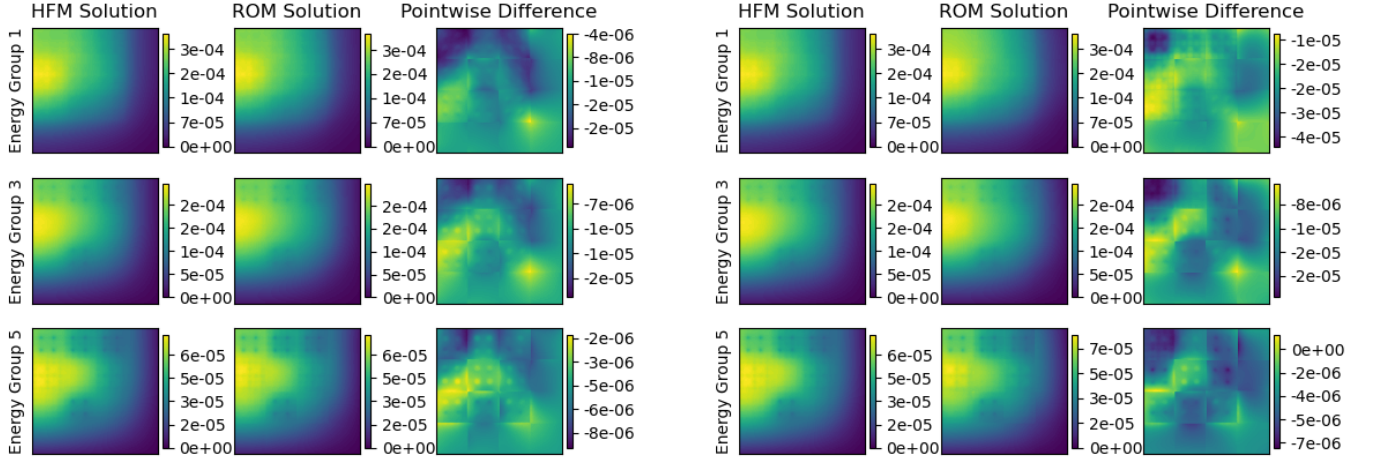 HFM Solution ROM Solution Pointwise Difference HFM Solution ROM Solution Pointwise Difference
Energy Group 1
3e-04
2e-04
1e-04
7e-05
0e+00
3e-04
2e-04
1e-04
7e-05
0e+00
-4e-06
-8e-06
-1e-05
-2e-05
-2e-05
Energy Group 1
3e-04
2e-04
1e-04
7e-05
0e+00
3e-04
2e-04
1e-04
7e-05
0e+00
-1e-05
-2e-05
-3e-05
-4e-05
Energy Group 3
2e-04
2e-04
1e-04
5e-05
0e+00
2e-04
2e-04
1e-04
5e-05
0e+00
-7e-06
-1e-05
-1e-05
-2e-05
Energy Group 3
2e-04
2e-04
1e-04
5e-05
0e+00
2e-04
2e-04
1e-04
5e-05
0e+00
-8e-06
-1e-05
-2e-05
-2e-05
Energy Group 5
6e-05
5e-05
3e-05
2e-05
0e+00
6e-05
5e-05
3e-05
2e-05
0e+00
-2e-06
-3e-06
-5e-06
-6e-06
-8e-06
Energy Group 5
6e-05
5e-05
3e-05
2e-05
0e+00
7e-05
5e-05
3e-05
2e-05
0e+00
0e+00
-2e-06
-4e-06
-5e-06
-7e-06